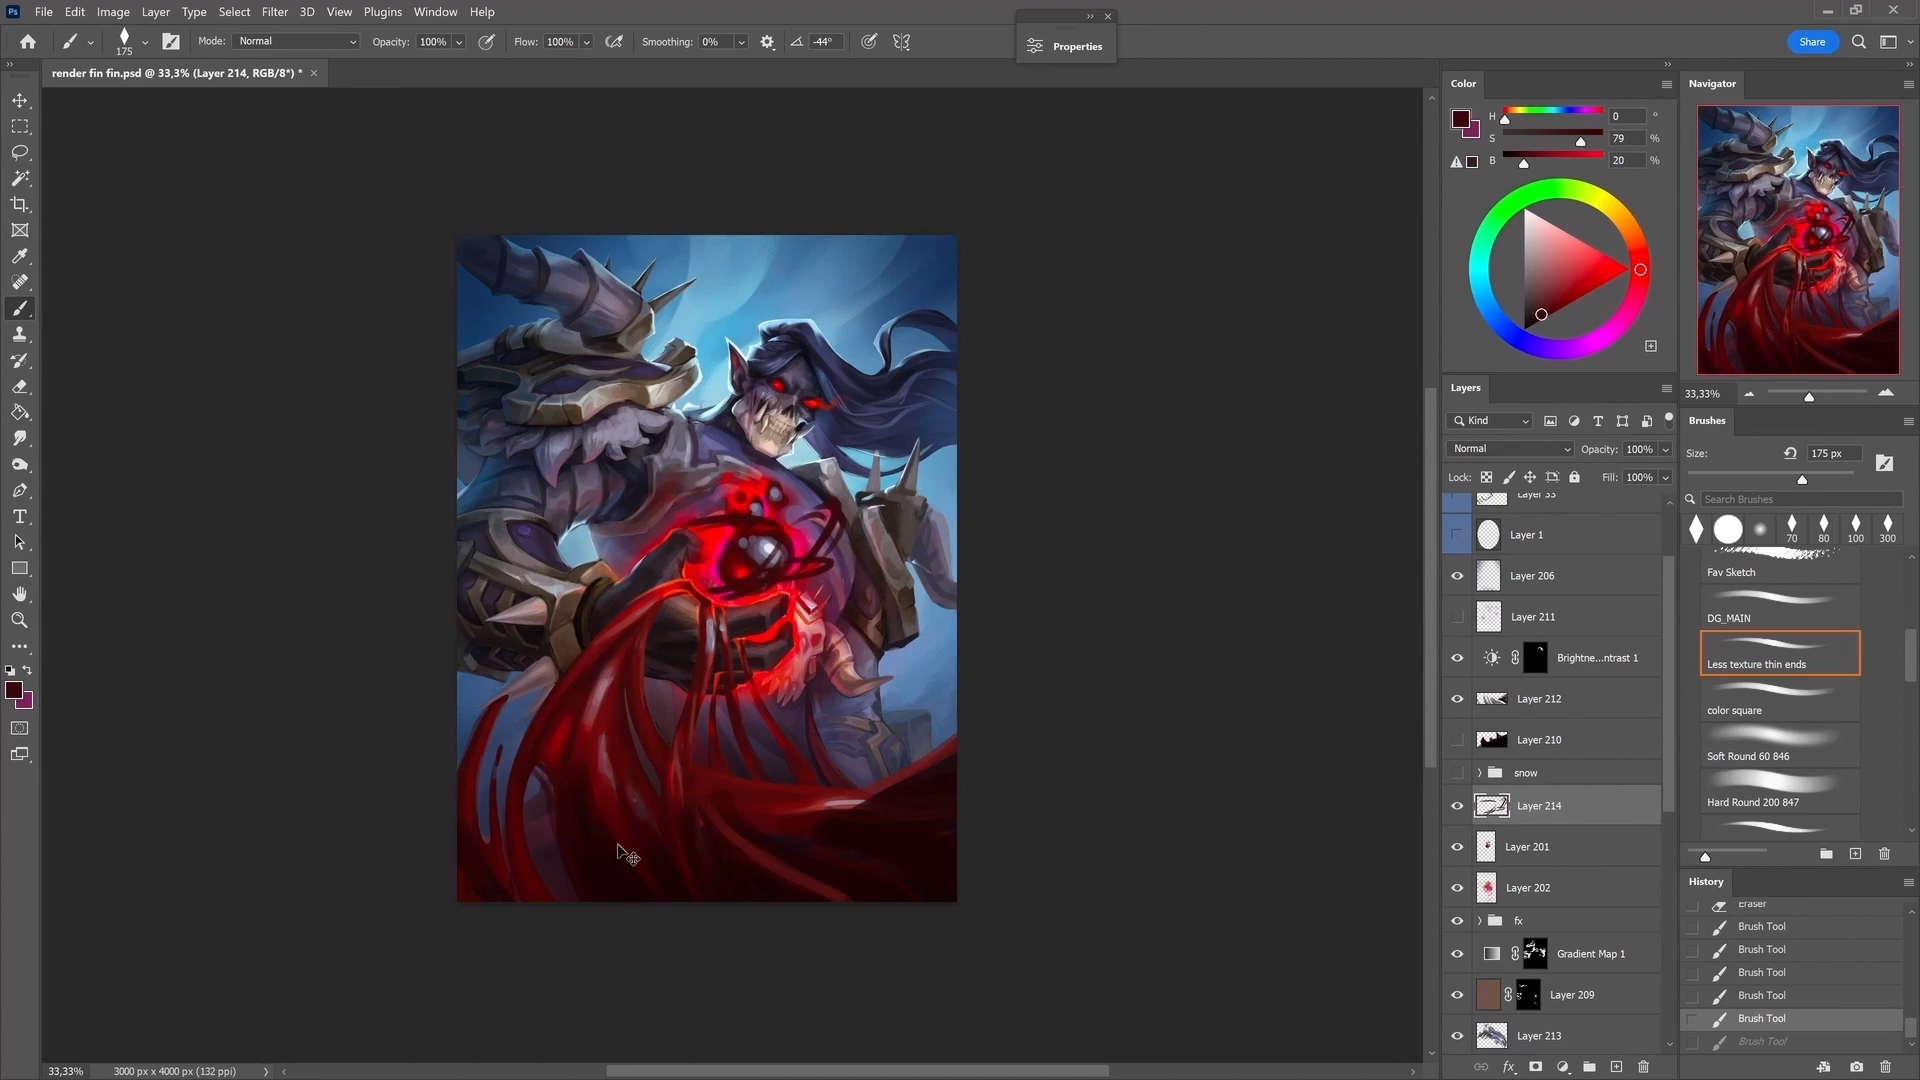 Ps File Edit Image Layer Type Select Filter 3D View Plugins Window Help
175 Mode: Normal Opacity: 100% Flow: 100% Smoothing: 0% -44° Properties Share
render fin fin.psd @ 33,3% (Layer 214, RGB/8*) *
Color
H 0 °
S 79 %
B 20 %
Navigator
33,33%
Layers
Kind
Normal Opacity: 100%
Lock: Fill: 100%
Layer 33
Layer 1
Layer 206
Layer 211
Brightne...ntrast 1
Layer 212
Layer 210
snow
Layer 214
Layer 201
Layer 202
fx
Gradient Map 1
Layer 209
Layer 213
fx
Brushes
Size: 175 px
Search Brushes
70 80 100 300
Fav Sketch
DG_MAIN
Less texture thin ends
color square
Soft Round 60 846
Hard Round 200 847
History
Eraser
Brush Tool
Brush Tool
Brush Tool
Brush Tool
Brush Tool
Brush Tool
33,33% 3000 px x 4000 px (132 ppi)